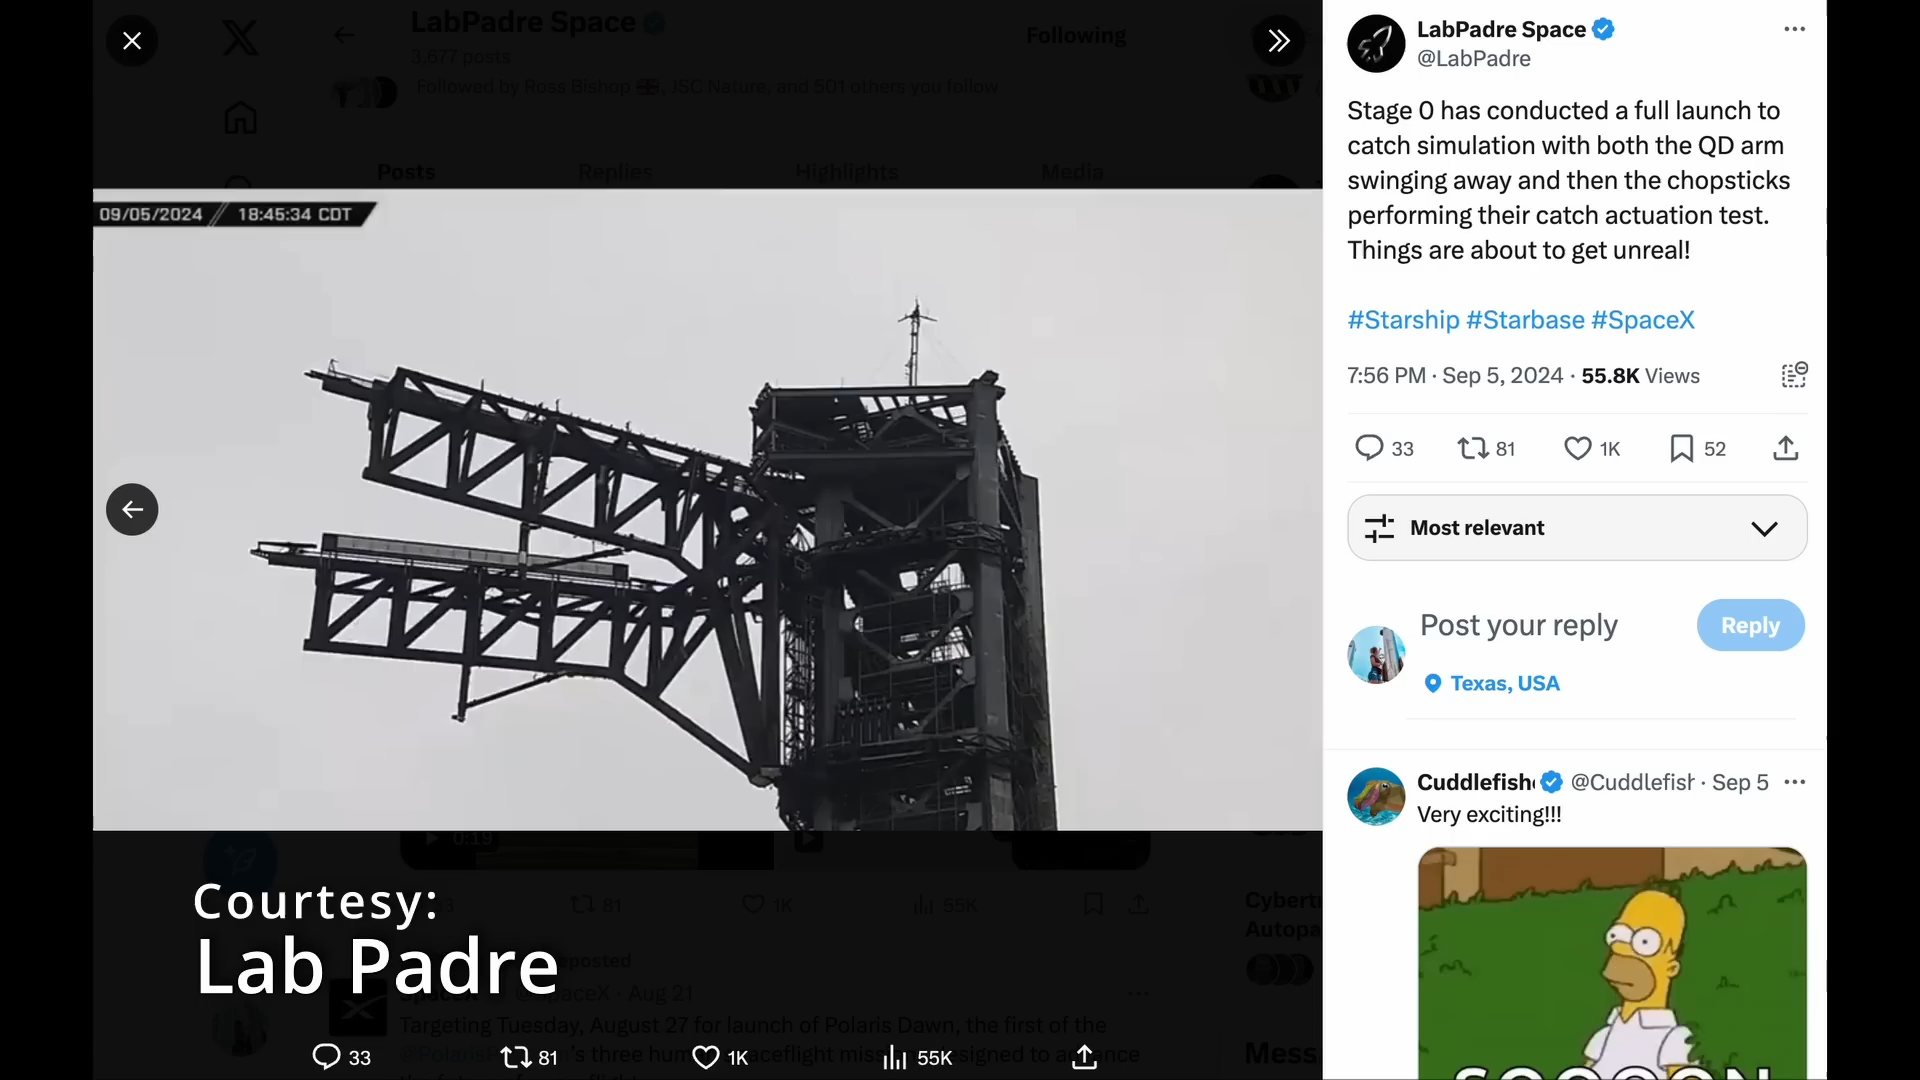 LabPadre Space
3,677 posts
Following
Followed by Ross Bishop 🇬🇧, JSC Nature, and 501 others you follow
Posts
Replies
Highlights
Media
09/05/2024 // 18:45:34 CDT
0:19
81
1K
55K
Courtesy:
Lab Padre
reposted
SpaceX @SpaceX · Aug 21
Targeting Tuesday, August 27 for launch of Polaris Dawn, the first of the
33
81
1K
55K
LabPadre Space
@LabPadre
Stage 0 has conducted a full launch to
catch simulation with both the QD arm
swinging away and then the chopsticks
performing their catch actuation test.
Things are about to get unreal!
#Starship #Starbase #SpaceX
7:56 PM · Sep 5, 2024 · 55.8K Views
33
81
1K
52
Most relevant
Post your reply
Reply
Texas, USA
@Cuddlefish · Sep 5
Very exciting!!!